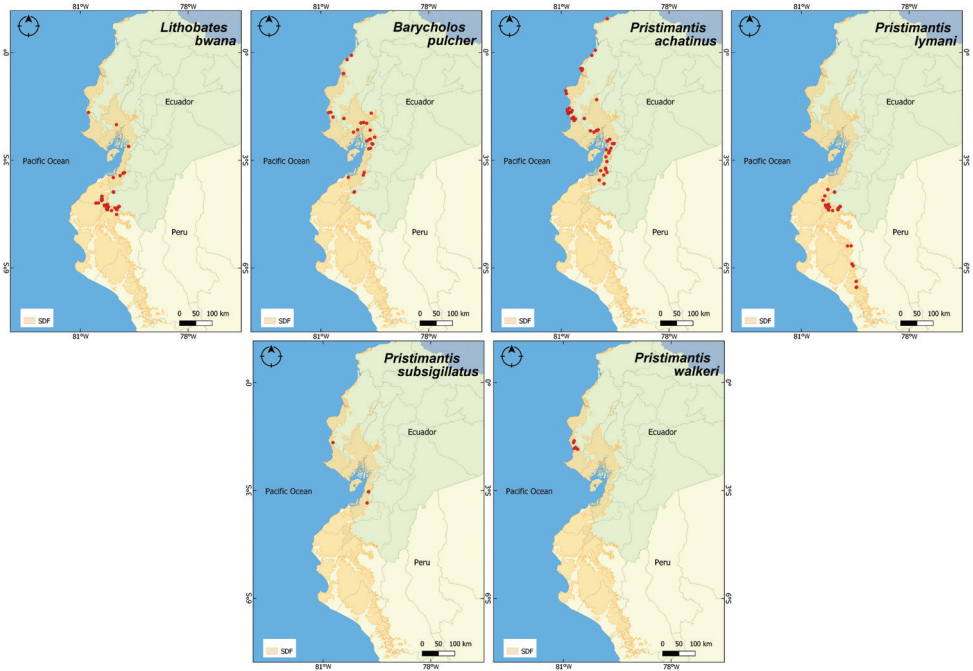 81°W
78°W
Lithobates
bwana
0°
Ecuador
Pacific Ocean
3°S
Peru
6°S
SDF
0 50 100 km
81°W
78°W
81°W
78°W
Barycholos
pulcher
0°
Ecuador
Pacific Ocean
3°S
Peru
6°S
SDF
0 50 100 km
81°W
78°W
81°W
78°W
Pristimantis
achatinus
0°
Ecuador
Pacific Ocean
3°S
Peru
6°S
SDF
0 50 100 km
81°W
78°W
81°W
78°W
Pristimantis
lymani
0°
Ecuador
Pacific Ocean
3°S
Peru
6°S
SDF
0 50 100 km
81°W
78°W
Pristimantis
subsigillatus
0°
Ecuador
Pacific Ocean
3°S
Peru
6°S
SDF
0 50 100 km
81°W
78°W
Pristimantis
walkeri
0°
Ecuador
Pacific Ocean
3°S
Peru
6°S
SDF
0 50 100 km
81°W
78°W